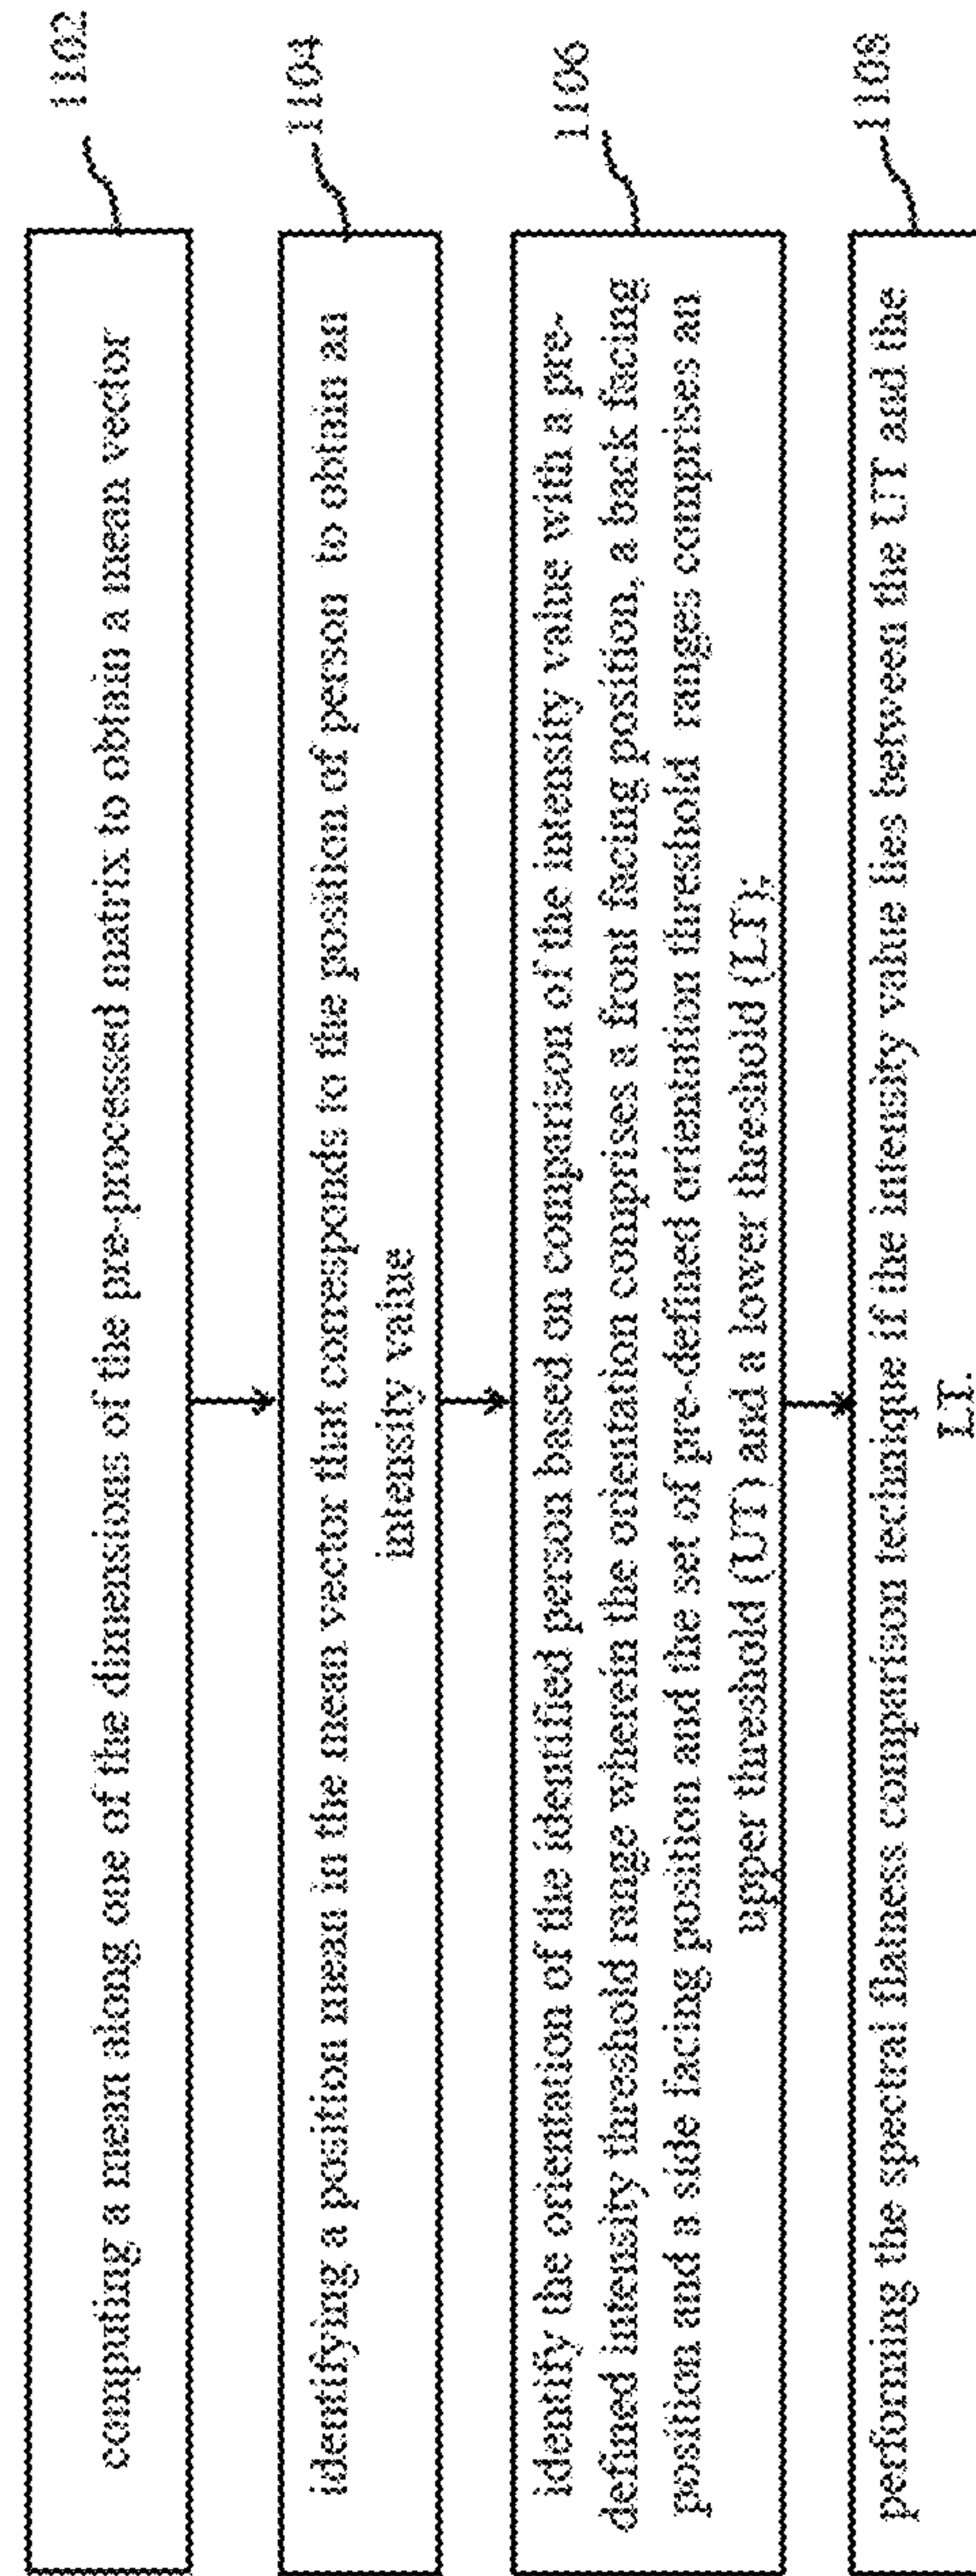 computing a mean along one of the dimensions of the pre-processed matrix to obtain a mean vector
1102
identifying a position mean in the mean vector that corresponds to the position of person to obtain an
intensity value
1104
identify the orientation of the identified person based on comparison of the intensity value with a pre-
defined intensity threshold range wherein the orientation comprises a front facing position, a back facing
position and a side facing position and the set of pre-defined orientation threshold ranges comprises an
upper threshold (UT) and a lower threshold (LT);
1106
performing the spectral flatness comparison technique if the intensity value lies between the UT and the
LT.
1108